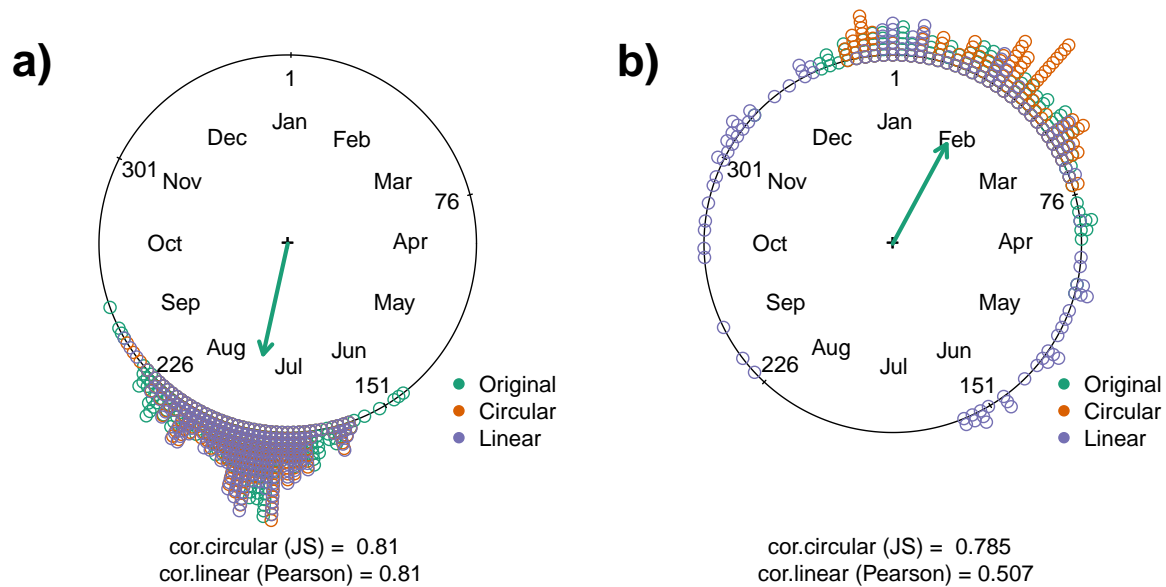 a)
1
Jan
Dec
Feb
301
Nov
Mar
76
Oct
Apr
Sep
May
Aug
Jun
Jul
226
151
Original
Circular
Linear
cor.circular (JS) = 0.81
cor.linear (Pearson) = 0.81
b)
1
Jan
Dec
Feb
301
Nov
Mar
76
Oct
Apr
Sep
May
Aug
Jun
Jul
226
151
Original
Circular
Linear
cor.circular (JS) = 0.785
cor.linear (Pearson) = 0.507